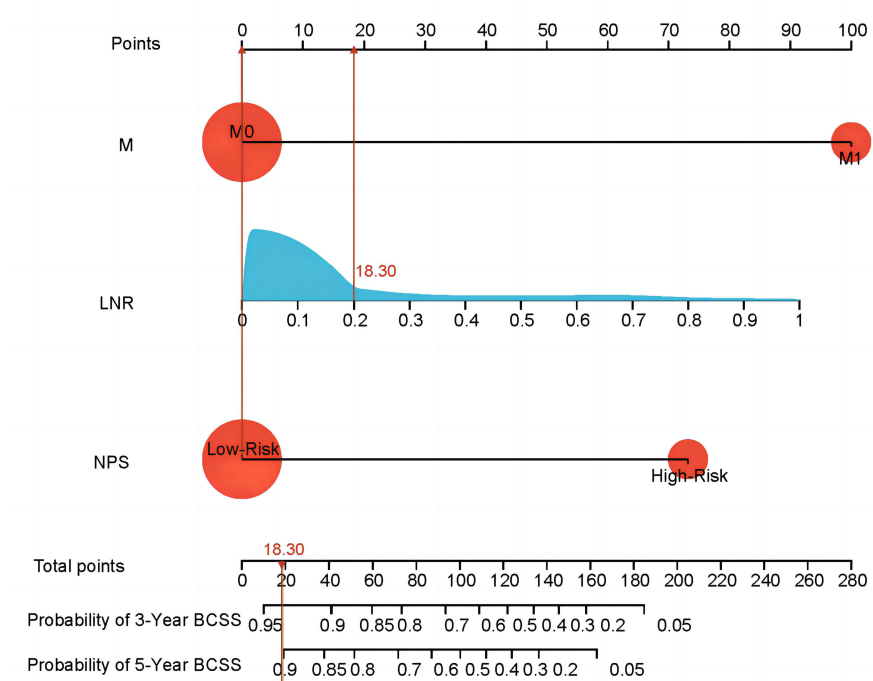 0 10 20 30 40 50 60 70 80 90 100
Points
M0
M
M1
18.30
LNR
0 0.1 0.2 0.3 0.4 0.5 0.6 0.7 0.8 0.9 1
Low-Risk
NPS
High-Risk
18.30
Total points
0 20 40 60 80 100 120 140 160 180 200 220 240 260 280
Probability of 3-Year BCSS 0.95 0.9 0.85 0.8 0.7 0.6 0.5 0.4 0.3 0.2 0.05
Probability of 5-Year BCSS 0.9 0.85 0.8 0.7 0.6 0.5 0.4 0.3 0.2 0.05